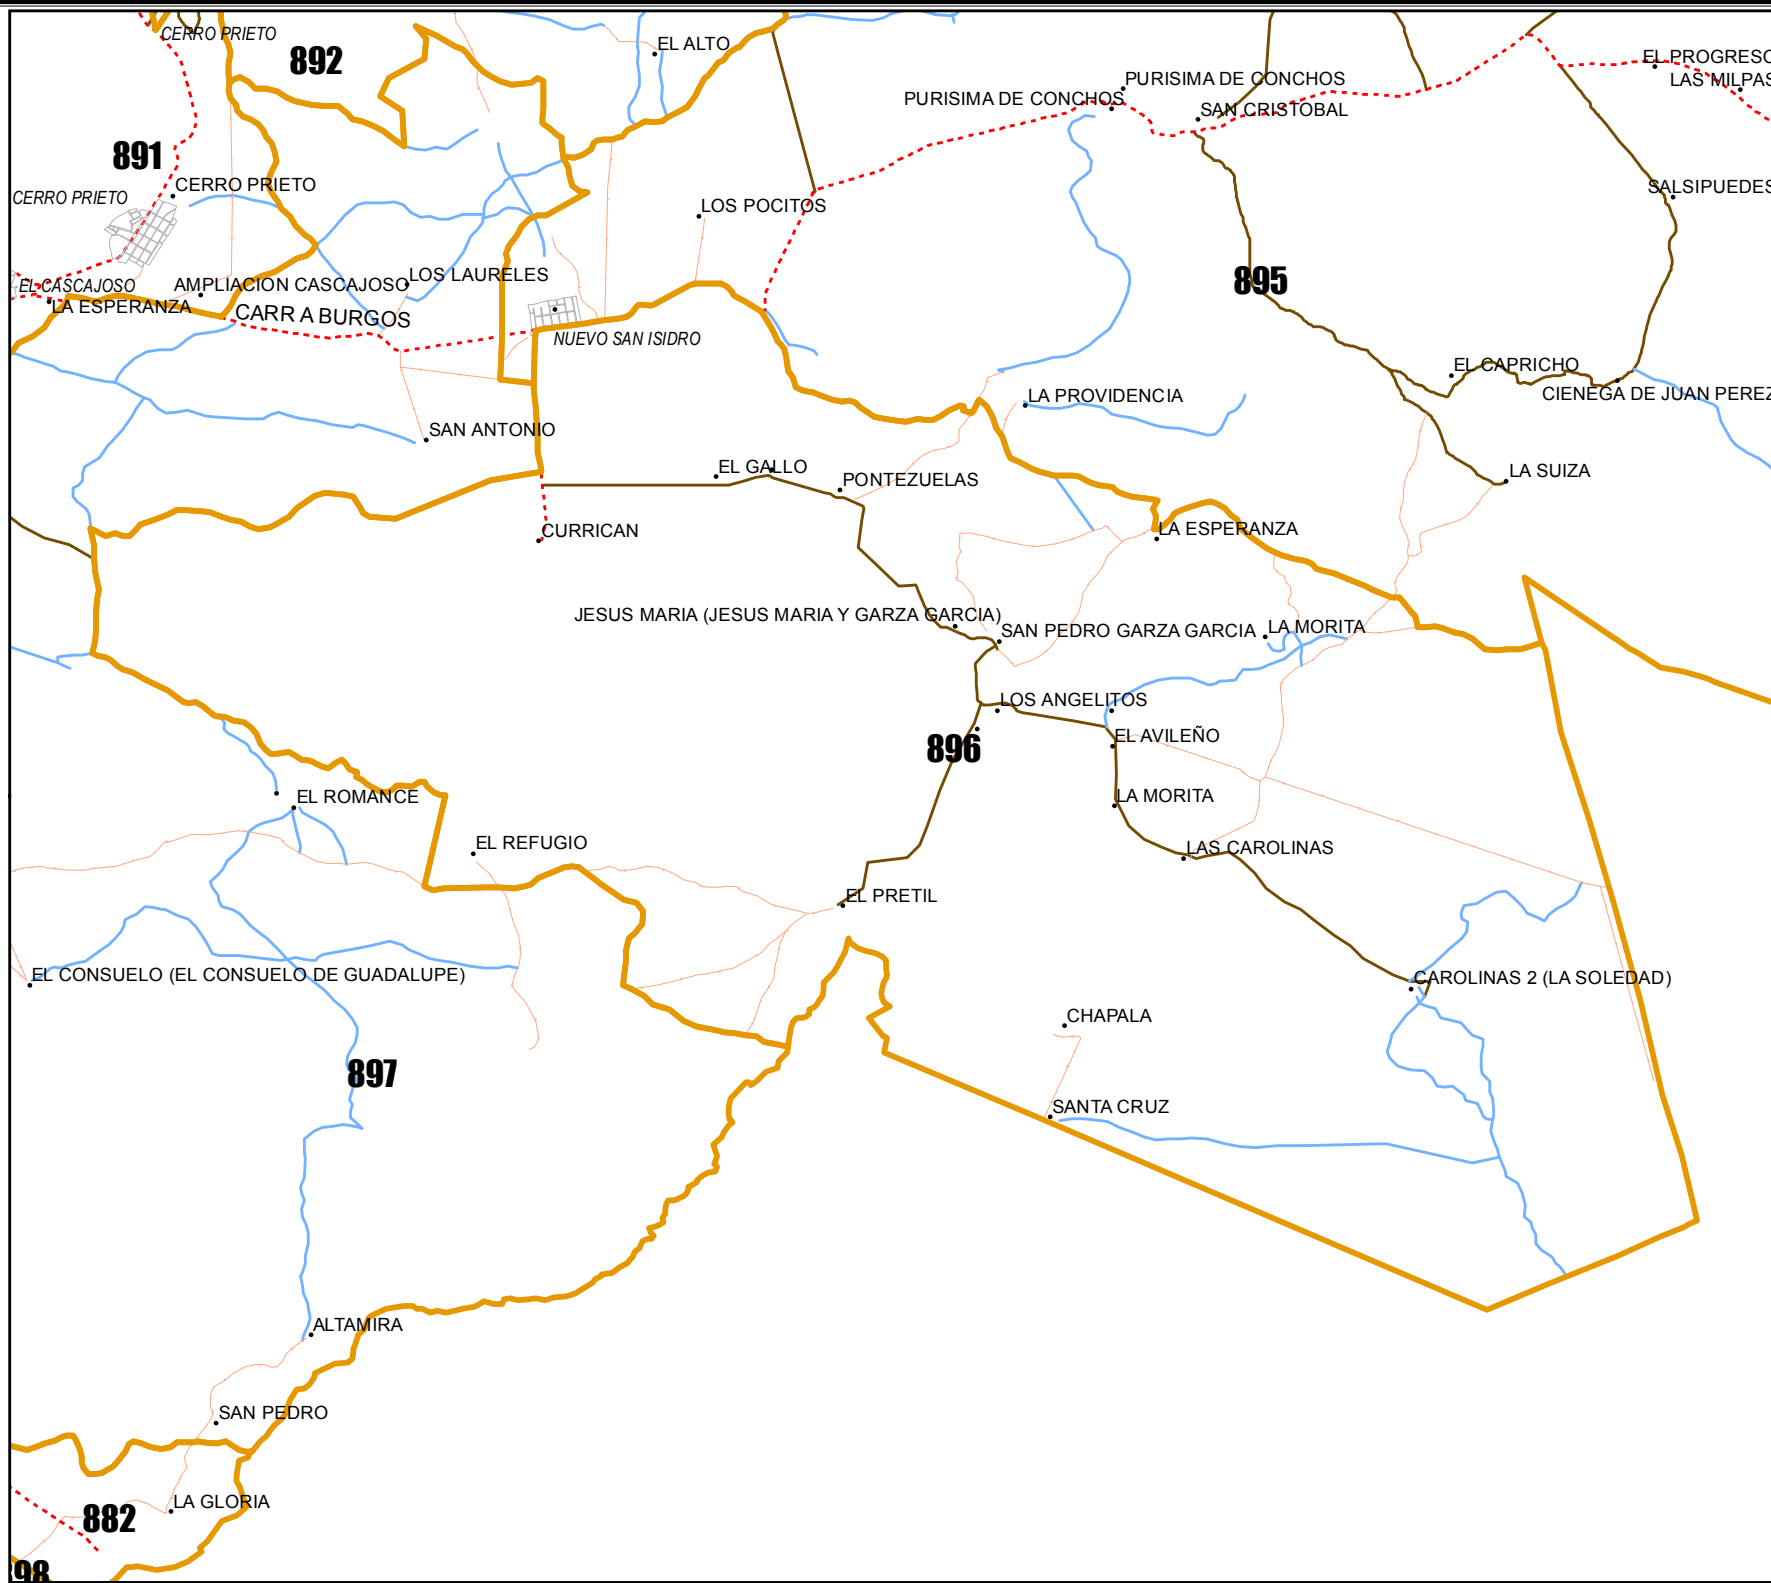 CERRO PRIETO
892
EL ALTO
EL PROGRESO
LAS MILPAS
PURISIMA DE CONCHOS
PURISIMA DE CONCHOS
SAN CRISTOBAL
891
CERRO PRIETO
CERRO PRIETO
SALSIPUEDES
LOS POCITOS
EL CASCAJOSO
AMPLIACION CASCAJOSO
LOS LAURELES
895
LA ESPERANZA
CARR A BURGOS
NUEVO SAN ISIDRO
EL CAPRICHO
CIENEGA DE JUAN PEREZ
LA PROVIDENCIA
SAN ANTONIO
EL GALLO
PONTEZUELAS
LA SUIZA
CURRICAN
LA ESPERANZA
JESUS MARIA (JESUS MARIA Y GARZA GARCIA)
SAN PEDRO GARZA GARCIA
LA MORITA
LOS ANGELITOS
896
EL AVILEÑO
EL ROMANCE
LA MORITA
EL REFUGIO
LAS CAROLINAS
EL PRETIL
EL CONSUELO (EL CONSUELO DE GUADALUPE)
CAROLINAS 2 (LA SOLEDAD)
CHAPALA
897
SANTA CRUZ
ALTAMIRA
SAN PEDRO
LA GLORIA
882
898